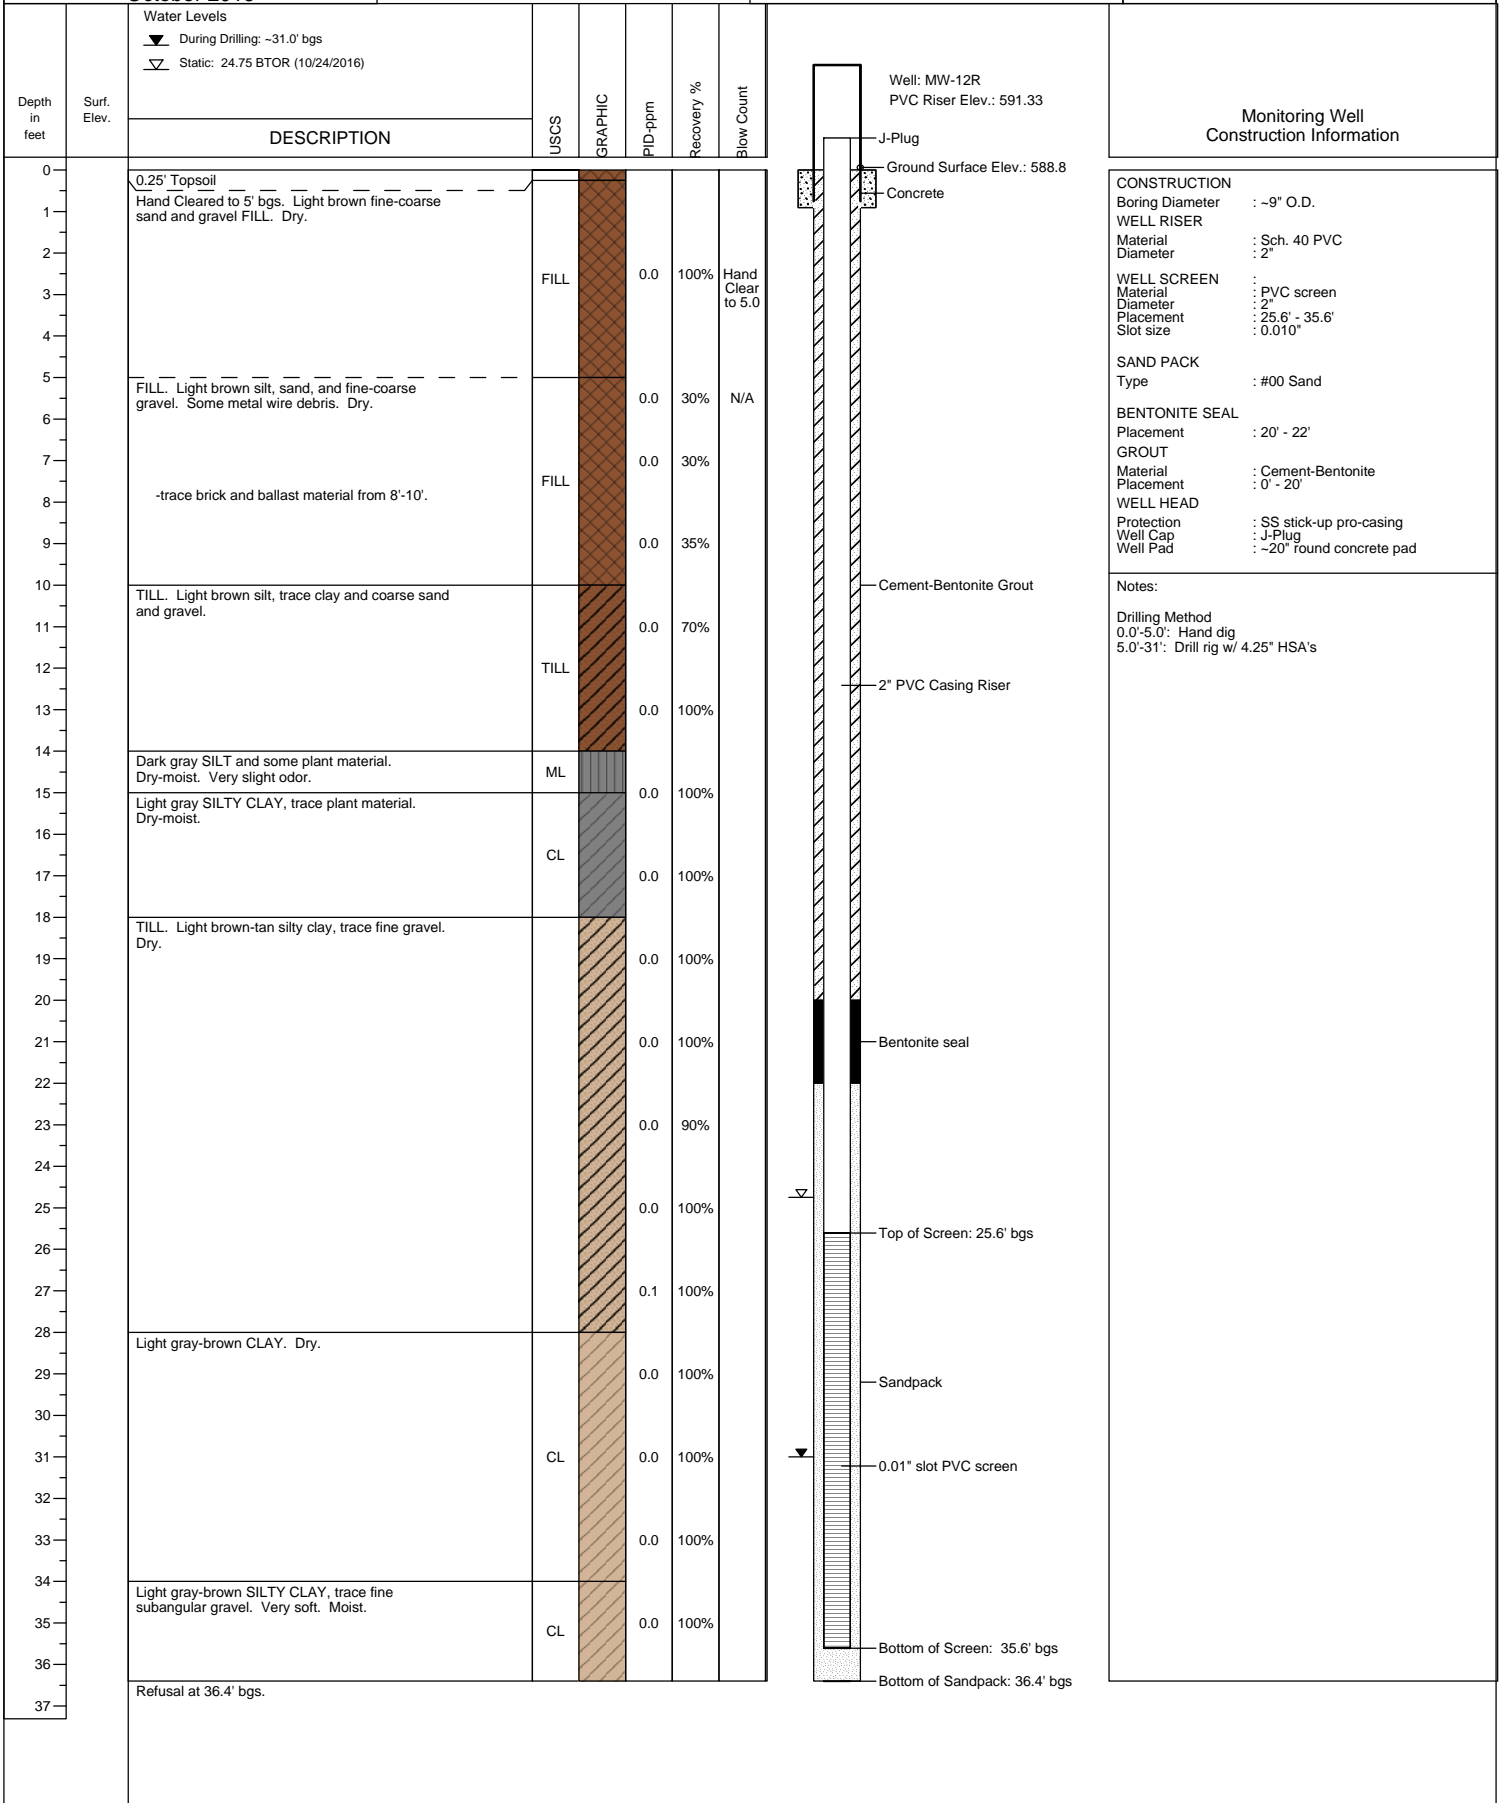 Water Levels
During Drilling: ~31.0' bgs
Static: 24.75 BTOR (10/24/2016)
Depth
in
feet
Surf.
Elev.
DESCRIPTION
USCS
GRAPHIC
PID-ppm
Recovery %
Blow Count
Well: MW-12R
PVC Riser Elev.: 591.33
J-Plug
Ground Surface Elev.: 588.8
Concrete
Monitoring Well
Construction Information
0
1
2
3
4
5
6
7
8
9
10
11
12
13
14
15
16
17
18
19
20
21
22
23
24
25
26
27
28
29
30
31
32
33
34
35
36
37
0.25' Topsoil
Hand Cleared to 5' bgs. Light brown fine-coarse
sand and gravel FILL. Dry.
FILL
0.0 100% Hand
Clear
to 5.0
FILL. Light brown silt, sand, and fine-coarse
gravel. Some metal wire debris. Dry.
0.0 30% N/A
0.0 30%
FILL
-trace brick and ballast material from 8'-10'.
0.0 35%
TILL. Light brown silt, trace clay and coarse sand
and gravel.
0.0 70%
TILL
0.0 100%
Dark gray SILT and some plant material.
Dry-moist. Very slight odor.
ML
0.0 100%
Light gray SILTY CLAY, trace plant material.
Dry-moist.
CL
0.0 100%
TILL. Light brown-tan silty clay, trace fine gravel.
Dry.
0.0 100%
0.0 100%
0.0 90%
0.0 100%
0.1 100%
Light gray-brown CLAY. Dry.
0.0 100%
CL
0.0 100%
0.0 100%
Light gray-brown SILTY CLAY, trace fine
subangular gravel. Very soft. Moist.
0.0 100%
CL
Refusal at 36.4' bgs.
Cement-Bentonite Grout
2" PVC Casing Riser
Bentonite seal
Top of Screen: 25.6' bgs
Sandpack
0.01" slot PVC screen
Bottom of Screen: 35.6' bgs
Bottom of Sandpack: 36.4' bgs
CONSTRUCTION
Boring Diameter : ~9" O.D.
WELL RISER
Material : Sch. 40 PVC
Diameter : 2"
WELL SCREEN :
Material : PVC screen
Diameter : 2"
Placement : 25.6' - 35.6'
Slot size : 0.010"
SAND PACK
Type : #00 Sand
BENTONITE SEAL
Placement : 20' - 22'
GROUT
Material : Cement-Bentonite
Placement : 0' - 20'
WELL HEAD
Protection : SS stick-up pro-casing
Well Cap : J-Plug
Well Pad : ~20" round concrete pad
Notes:
Drilling Method
0.0'-5.0': Hand dig
5.0'-31': Drill rig w/ 4.25" HSA's